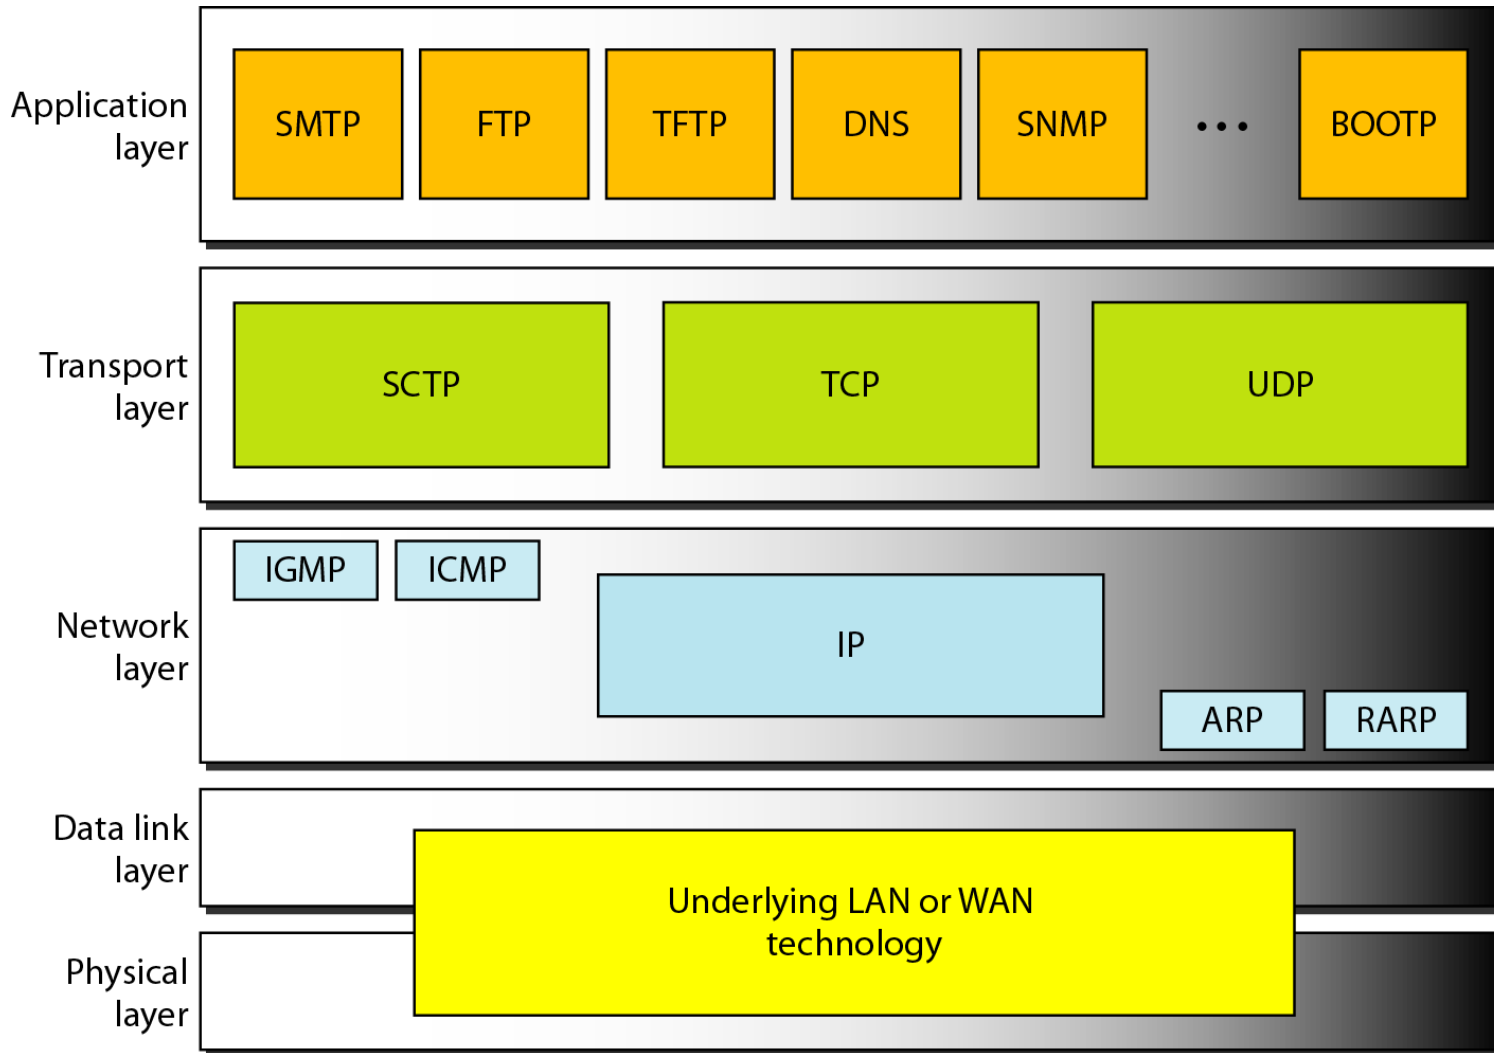 Application
layer
SMTP
FTP
TFTP
DNS
SNMP
...
BOOTP
Transport
layer
SCTP
TCP
UDP
Network
layer
IGMP
ICMP
IP
ARP
RARP
Data link
layer
Underlying LAN or WAN
technology
Physical
layer